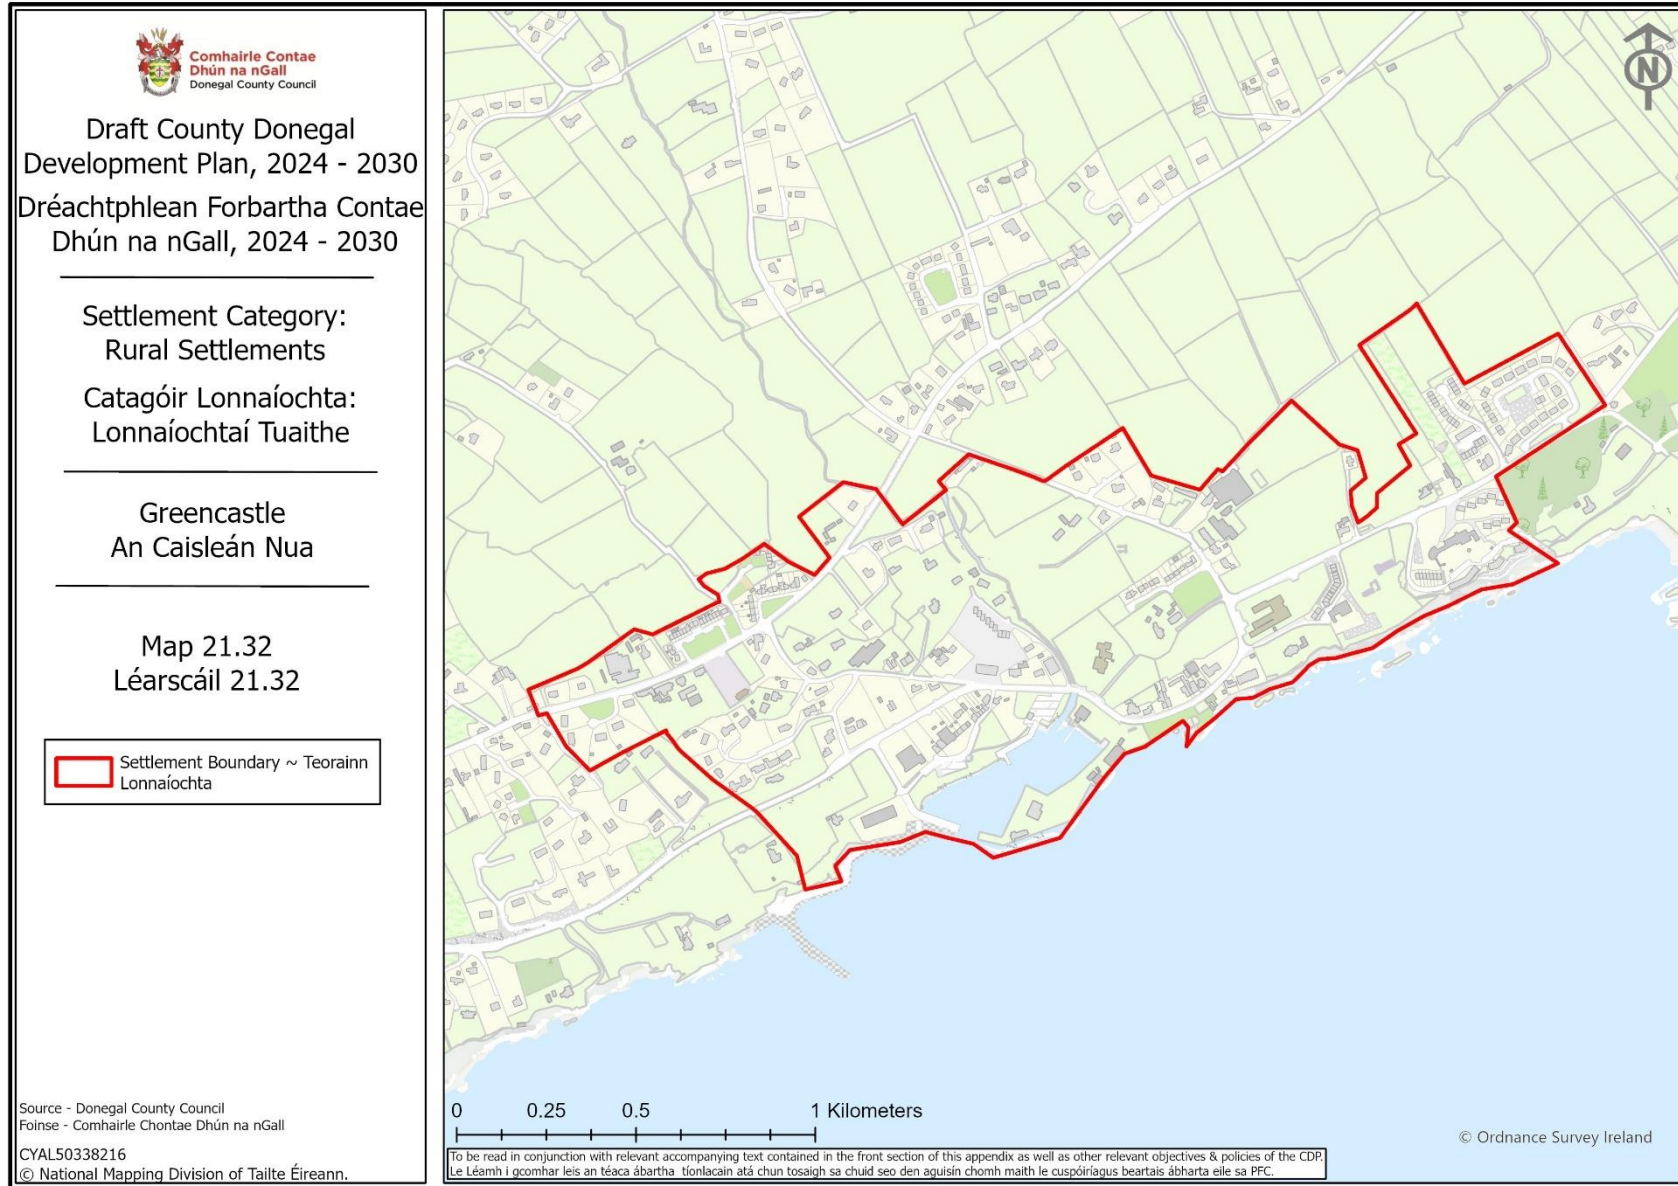 Comhairle Contae
Dhún na nGall
Donegal County Council
Draft County Donegal
Development Plan, 2024 - 2030
Dréachtphlean Forbartha Contae
Dhún na nGall, 2024 - 2030
Settlement Category:
Rural Settlements
Catagóir Lonnaíochta:
Lonnaíochtaí Tuaithe
Greencastle
An Caisleán Nua
Map 21.32
Léarscáil 21.32
Settlement Boundary ~ Teorainn
Lonnaíochta
Source - Donegal County Council
Foinse - Comhairle Chontae Dhún na nGall
CYAL50338216
© National Mapping Division of Tailte Éireann.
N
0 0.25 0.5 1 Kilometers
© Ordnance Survey Ireland
To be read in conjunction with relevant accompanying text contained in the front section of this appendix as well as other relevant objectives & policies of the CDP.
Le Léamh i gcomhar leis an téaca ábartha tíonlacain atá chun tosaigh sa chuid seo den aguisín chomh maith le cuspóiríagus beartais ábharta eile sa PFC.